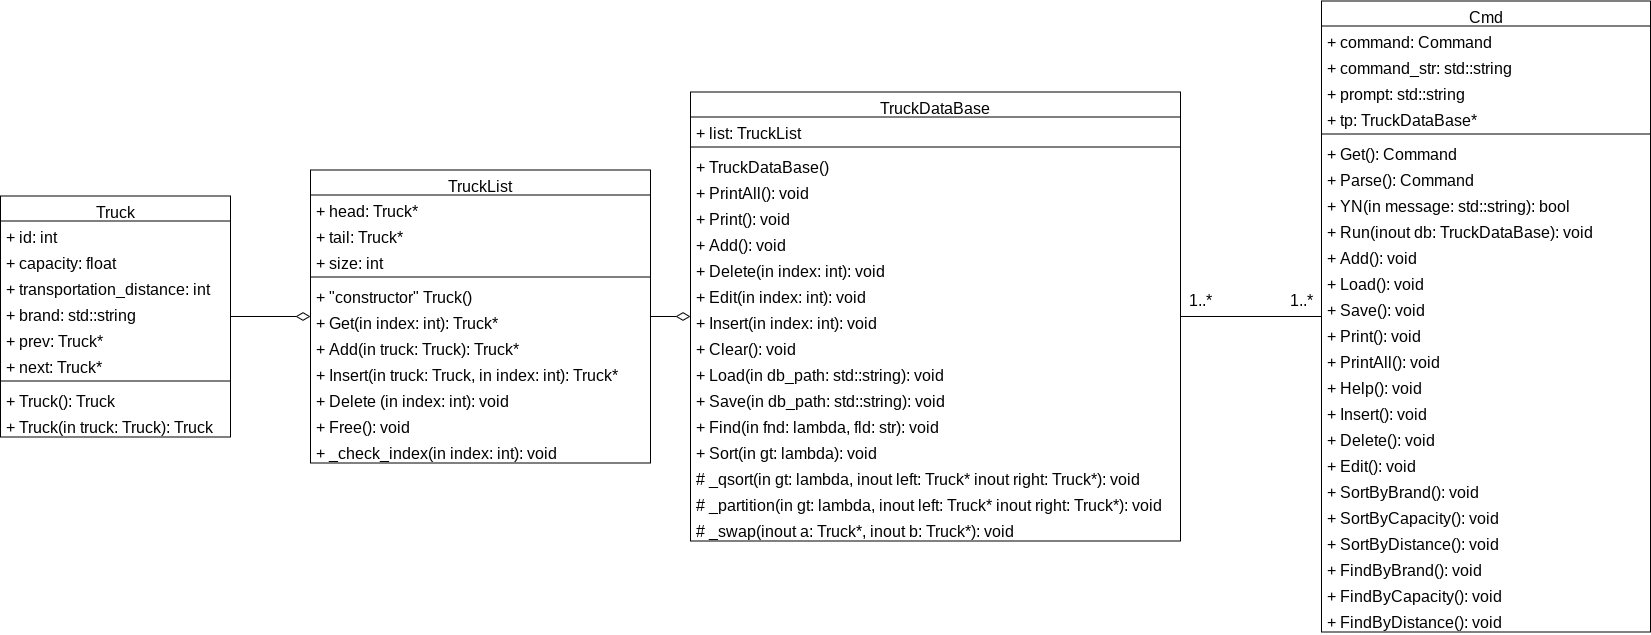 Truck
+ id: int
+ capacity: float
+ transportation_distance: int
+ brand: std::string
+ prev: Truck*
+ next: Truck*
+ Truck(): Truck
+ Truck(in truck: Truck): Truck
TruckList
+ head: Truck*
+ tail: Truck*
+ size: int
+ "constructor" Truck()
+ Get(in index: int): Truck*
+ Add(in truck: Truck): Truck*
+ Insert(in truck: Truck, in index: int): Truck*
+ Delete (in index: int): void
+ Free(): void
+ _check_index(in index: int): void
TruckDataBase
+ list: TruckList
+ TruckDataBase()
+ PrintAll(): void
+ Print(): void
+ Add(): void
+ Delete(in index: int): void
+ Edit(in index: int): void
+ Insert(in index: int): void
+ Clear(): void
+ Load(in db_path: std::string): void
+ Save(in db_path: std::string): void
+ Find(in fnd: lambda, fld: str): void
+ Sort(in gt: lambda): void
# _qsort(in gt: lambda, inout left: Truck* inout right: Truck*): void
# _partition(in gt: lambda, inout left: Truck* inout right: Truck*): void
# _swap(inout a: Truck*, inout b: Truck*): void
1..*
1..*
Cmd
+ command: Command
+ command_str: std::string
+ prompt: std::string
+ tp: TruckDataBase*
+ Get(): Command
+ Parse(): Command
+ YN(in message: std::string): bool
+ Run(inout db: TruckDataBase): void
+ Add(): void
+ Load(): void
+ Save(): void
+ Print(): void
+ PrintAll(): void
+ Help(): void
+ Insert(): void
+ Delete(): void
+ Edit(): void
+ SortByBrand(): void
+ SortByCapacity(): void
+ SortByDistance(): void
+ FindByBrand(): void
+ FindByCapacity(): void
+ FindByDistance(): void